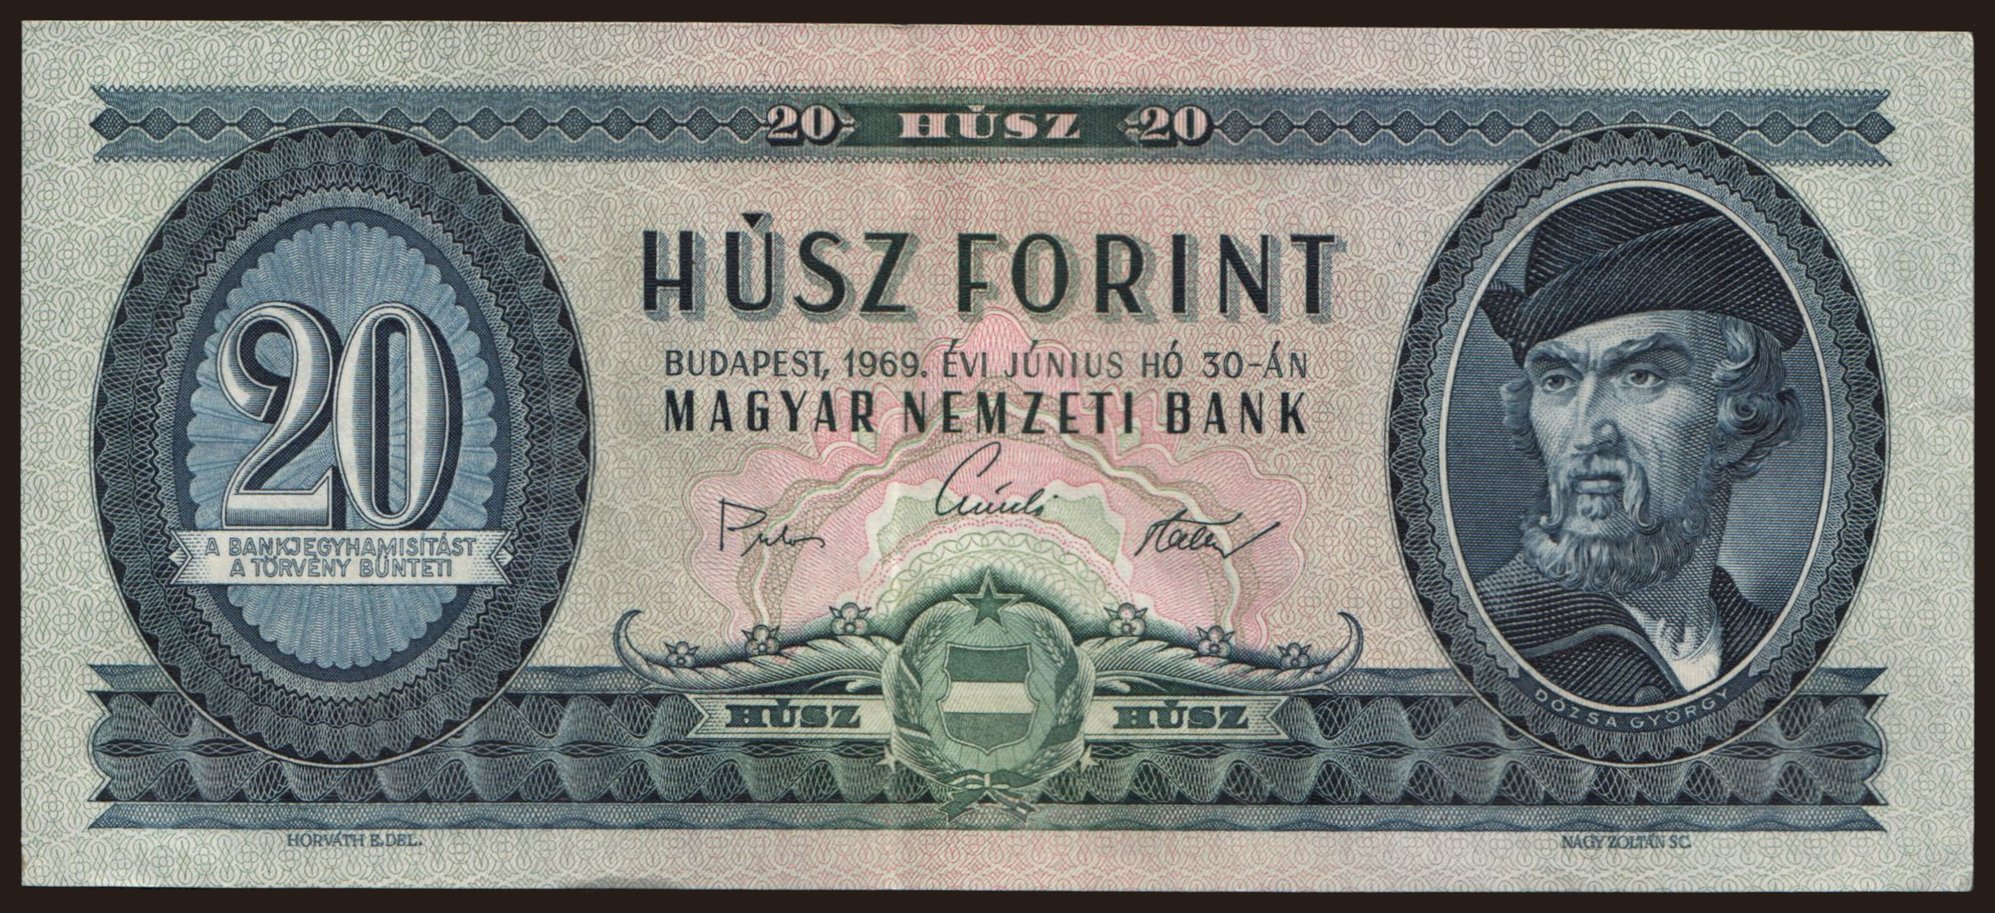 20 HÚSZ 20
HÚSZ FORINT
BUDAPEST, 1969. ÉVI JÚNIUS HÓ 30-ÁN
MAGYAR NEMZETI BANK
20
A BANKJEGYHAMISÍTÁST
A TÖRVÉNY BÜNTETI
HÚSZ HÚSZ
DÓZSA GYÖRGY
HORVÁTH E. DEL.
NAGY ZOLTÁN SC.